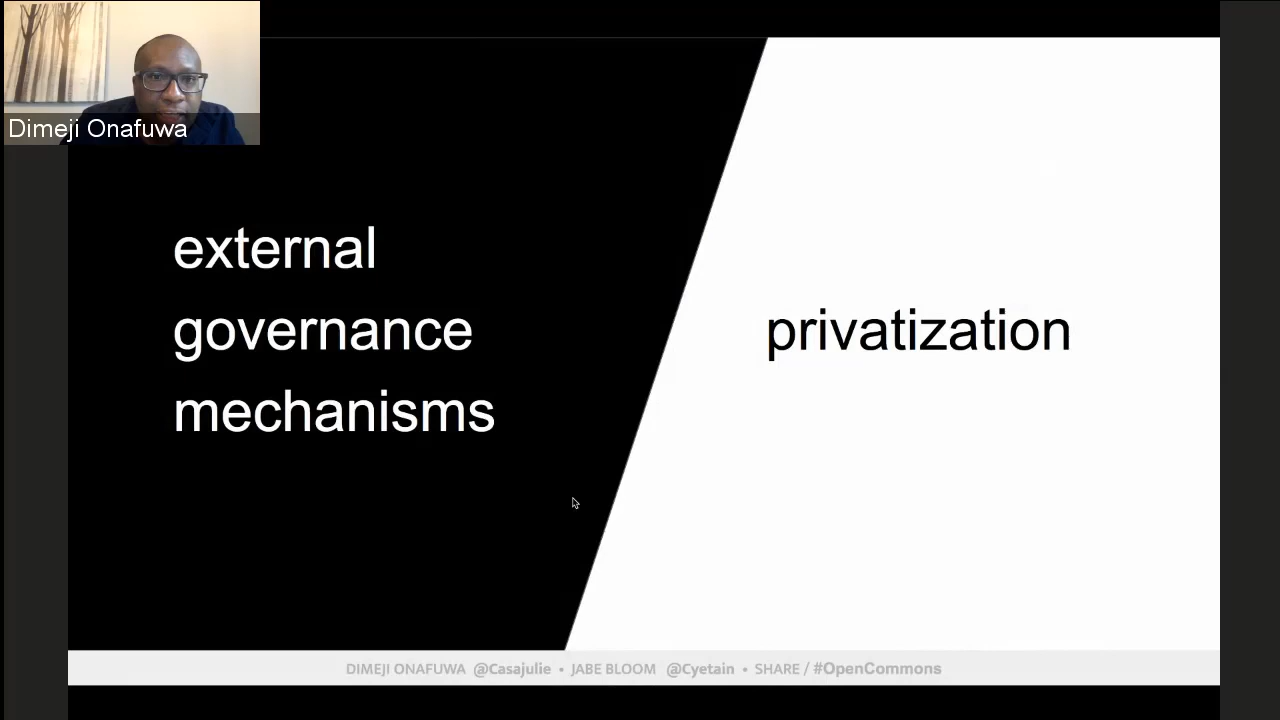 Dimeji Onafuwa
external
governance
mechanisms
privatization
DIMEJI ONAFUWA @Casajulie • JABE BLOOM @Cyetain • SHARE / #OpenCommons